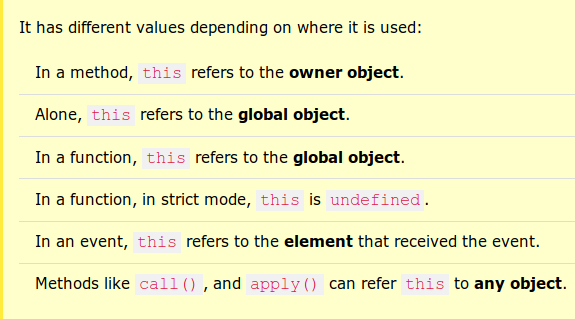 It has different values depending on where it is used:
In a method, this refers to the owner object.
Alone, this refers to the global object.
In a function, this refers to the global object.
In a function, in strict mode, this is undefined.
In an event, this refers to the element that received the event.
Methods like call(), and apply() can refer this to any object.